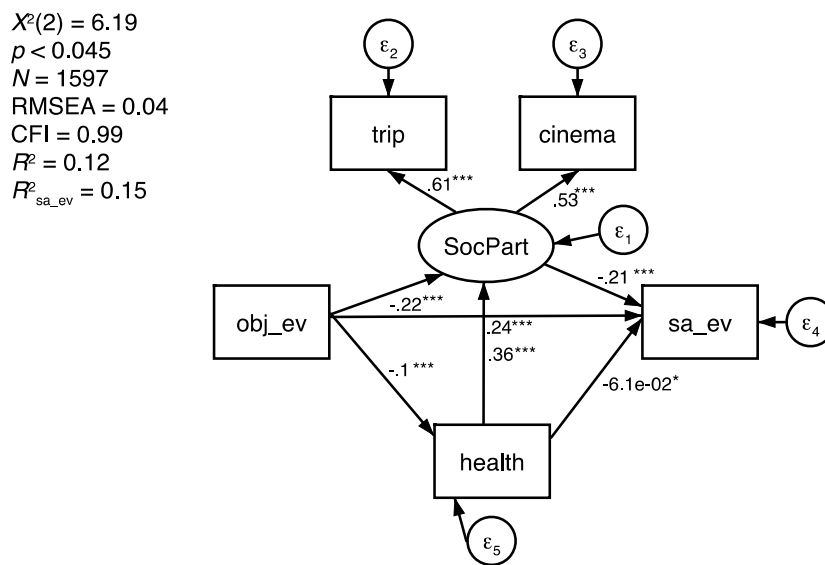 X²(2) = 6.19
p < 0.045
N = 1597
RMSEA = 0.04
CFI = 0.99
R² = 0.12
R²sa_ev = 0.15
ε2
ε3
trip
cinema
.61***
.53***
SocPart
ε1
-.22***
-.21 ***
obj_ev
.24***
sa_ev
ε4
-.1 ***
.36***
-6.1e-02*
health
ε5